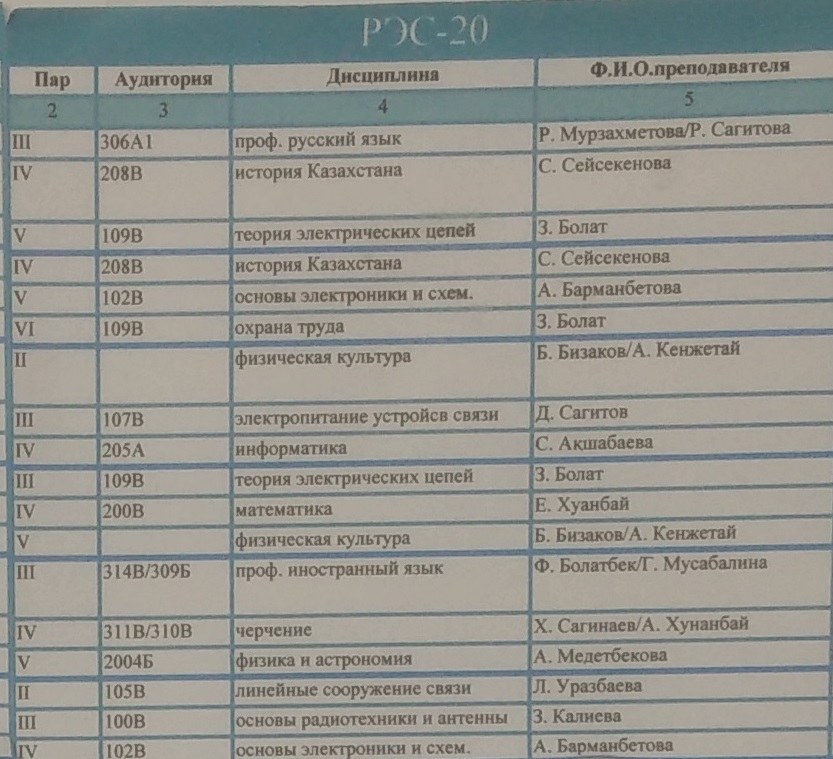 РЭС-20
Пар Аудитория Дисциплина Ф.И.О.преподавателя
2 3 4 5
III 306А1 проф. русский язык Р. Мурзахметова/Р. Сагитова
IV 208В история Казахстана С. Сейсекенова
V 109В теория электрических цепей З. Болат
IV 208В история Казахстана С. Сейсекенова
V 102В основы электроники и схем. А. Барманбетова
VI 109В охрана труда З. Болат
II физическая культура Б. Бизаков/А. Кенжетай
III 107В электропитание устройсв связи Д. Сагитов
IV 205А информатика С. Акшабаева
III 109В теория электрических цепей З. Болат
IV 200В математика Е. Хуанбай
V физическая культура Б. Бизаков/А. Кенжетай
III 314В/309Б проф. иностранный язык Ф. Болатбек/Г. Мусабалина
IV 311В/310В черчение Х. Сагинаев/А. Хунанбай
V 2004Б физика и астрономия А. Медетбекова
II 105В линейные сооружение связи Л. Уразбаева
III 100В основы радиотехники и антенны З. Калиева
IV 102В основы электроники и схем. А. Барманбетова